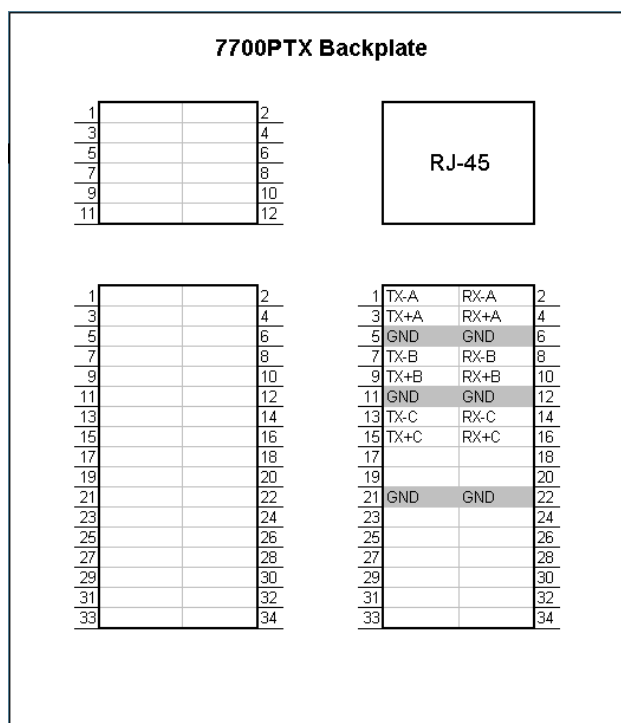 7700PTX Backplate
1 2
3 4
5 6
7 8
9 10
11 12
RJ-45
1 2
3 4
5 6
7 8
9 10
11 12
13 14
15 16
17 18
19 20
21 22
23 24
25 26
27 28
29 30
31 32
33 34
1 TX-A RX-A 2
3 TX+A RX+A 4
5 GND GND 6
7 TX-B RX-B 8
9 TX+B RX+B 10
11 GND GND 12
13 TX-C RX-C 14
15 TX+C RX+C 16
17 18
19 20
21 GND GND 22
23 24
25 26
27 28
29 30
31 32
33 34